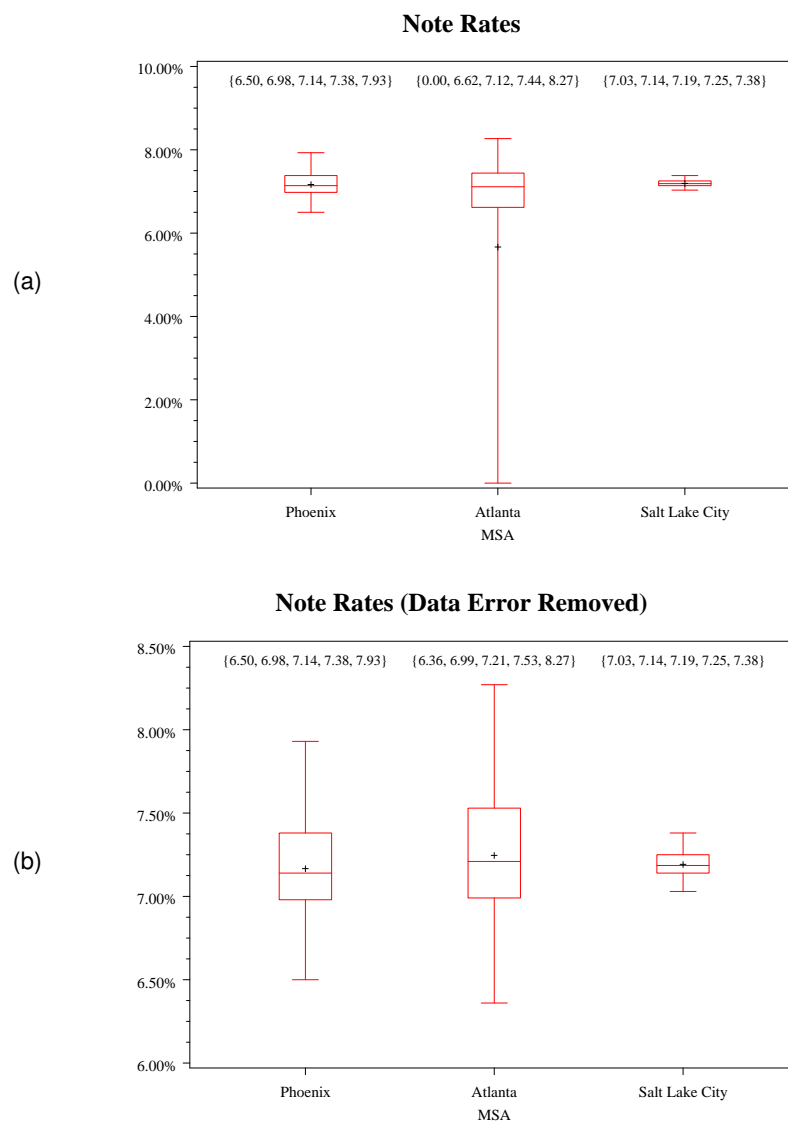 Note Rates
10.00%
{6.50, 6.98, 7.14, 7.38, 7.93}
{0.00, 6.62, 7.12, 7.44, 8.27}
{7.03, 7.14, 7.19, 7.25, 7.38}
8.00%
6.00%
(a)
4.00%
2.00%
0.00%
Phoenix
Atlanta
Salt Lake City
MSA
Note Rates (Data Error Removed)
8.50%
{6.50, 6.98, 7.14, 7.38, 7.93}
{6.36, 6.99, 7.21, 7.53, 8.27}
{7.03, 7.14, 7.19, 7.25, 7.38}
8.00%
7.50%
(b)
7.00%
6.50%
6.00%
Phoenix
Atlanta
Salt Lake City
MSA